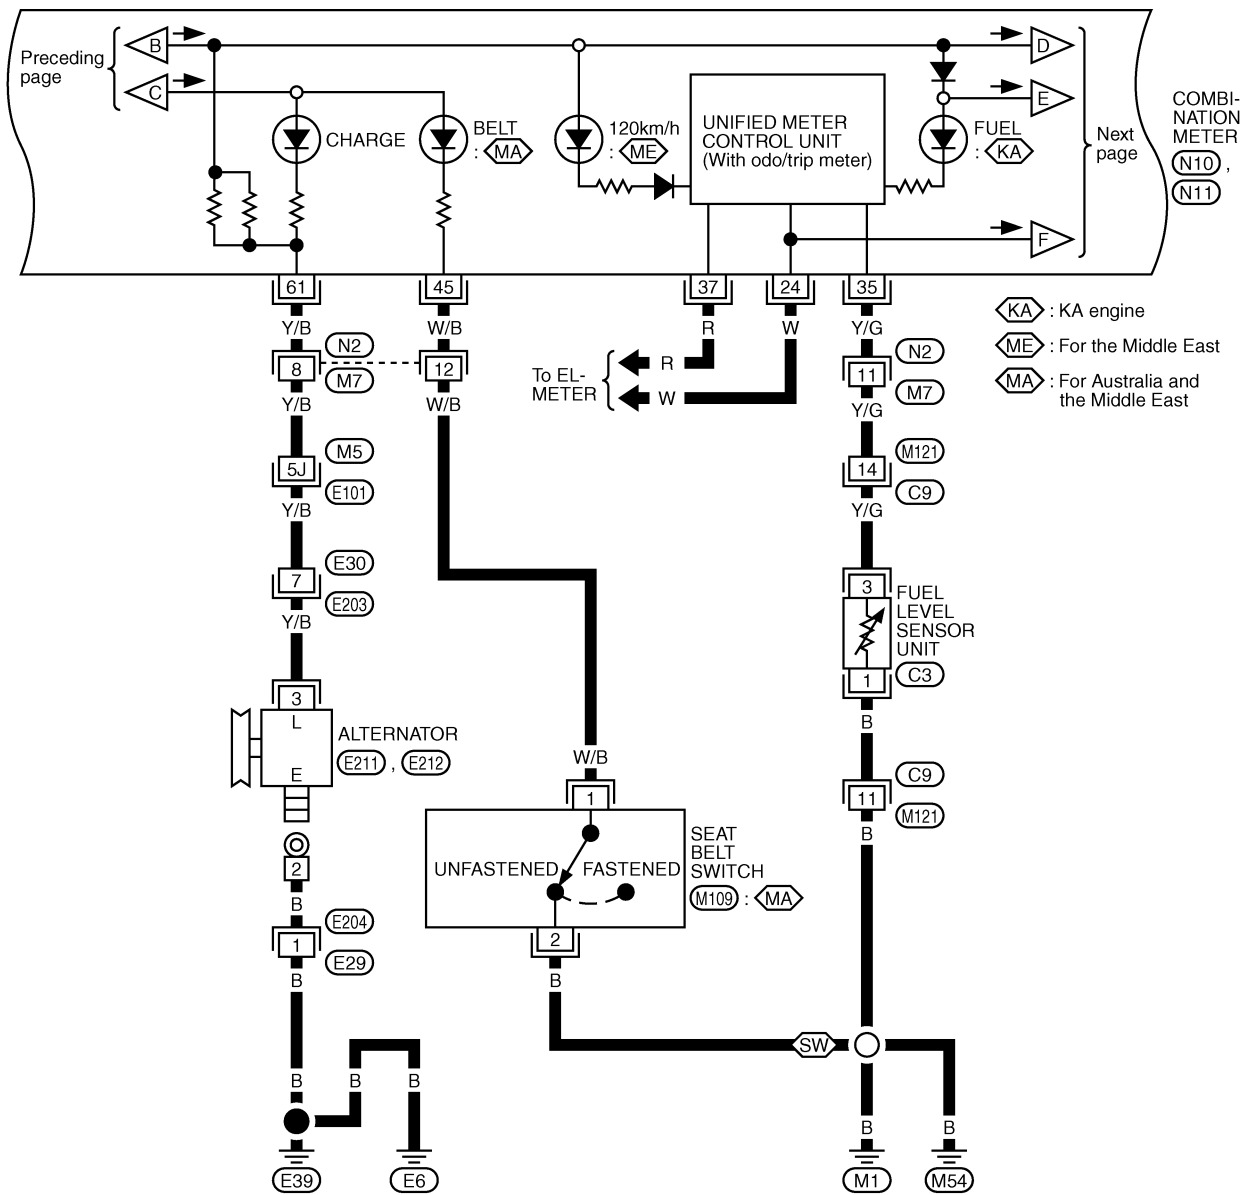 Preceding
page
B
C
D
E
F
Next
page
COMBI-
NATION
METER
N10 ,
N11
CHARGE
BELT
: MA
120km/h
: ME
UNIFIED METER
CONTROL UNIT
(With odo/trip meter)
FUEL
: KA
61
45
37
24
35
Y/B
W/B
R
W
Y/G
KA : KA engine
ME : For the Middle East
MA : For Australia and
the Middle East
8
N2
M7
12
To EL-
METER
R
W
11
N2
M7
Y/B
W/B
Y/G
5J
M5
E101
14
M121
C9
Y/B
Y/G
7
E30
E203
Y/B
3
FUEL
LEVEL
SENSOR
UNIT
C3
1
B
3
L
E
ALTERNATOR
E211 , E212
W/B
1
UNFASTENED
FASTENED
SEAT
BELT
SWITCH
M109 : MA
2
B
C9
11
M121
B
2
B
E204
1
E29
B
SW
B
B
B
B
B
E39
E6
M1
M54